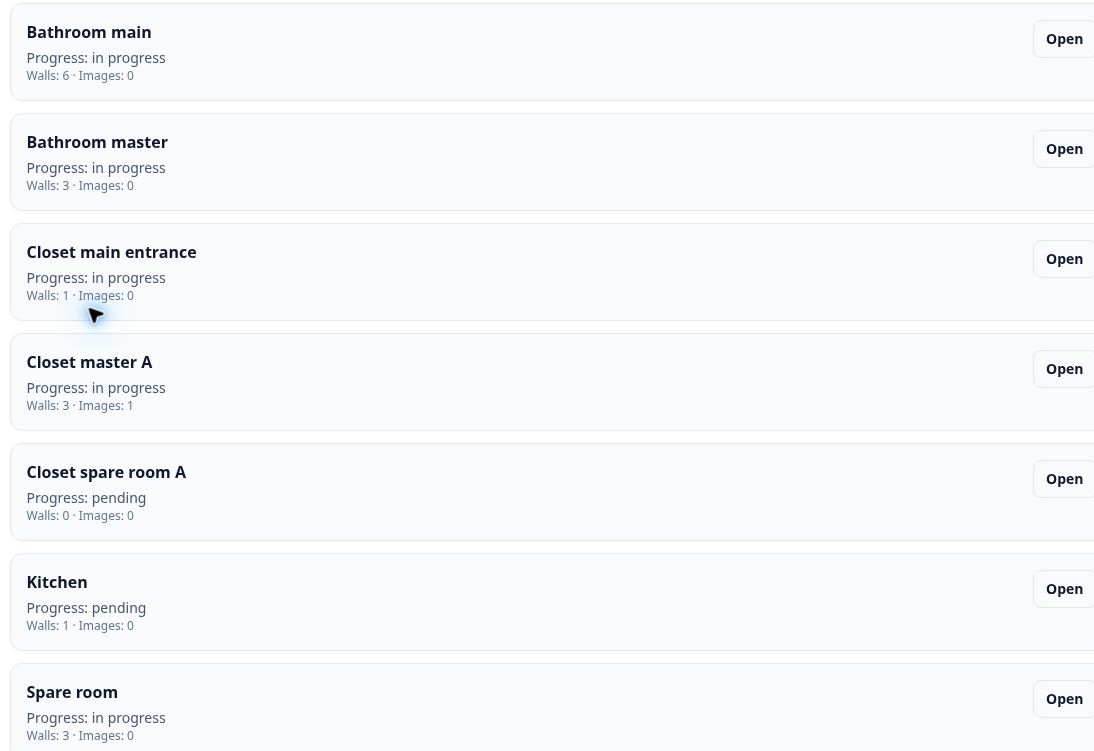 Bathroom main
Open
Progress: in progress
Walls: 6 · Images: 0
Bathroom master
Open
Progress: in progress
Walls: 3 · Images: 0
Closet main entrance
Open
Progress: in progress
Walls: 1 · Images: 0
Closet master A
Open
Progress: in progress
Walls: 3 · Images: 1
Closet spare room A
Open
Progress: pending
Walls: 0 · Images: 0
Kitchen
Open
Progress: pending
Walls: 1 · Images: 0
Spare room
Open
Progress: in progress
Walls: 3 · Images: 0